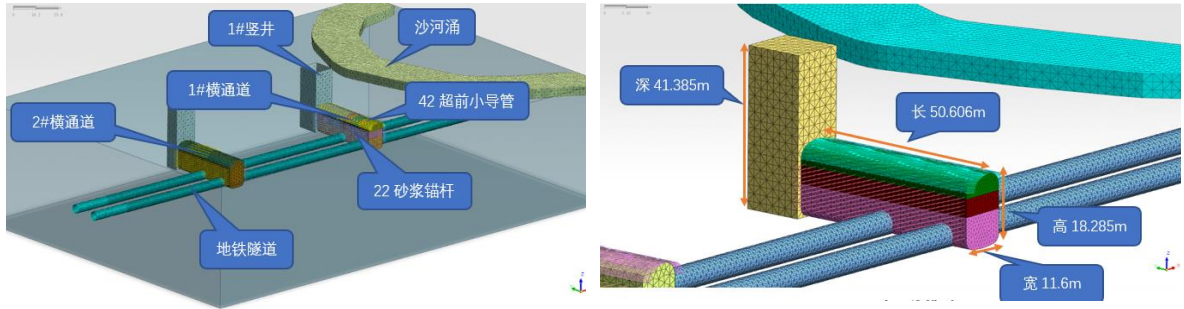 1#竖井
沙河涌
1#横通道
42 超前小导管
2#横通道
22 砂浆锚杆
地铁隧道
深 41.385m
长 50.606m
高 18.285m
宽 11.6m